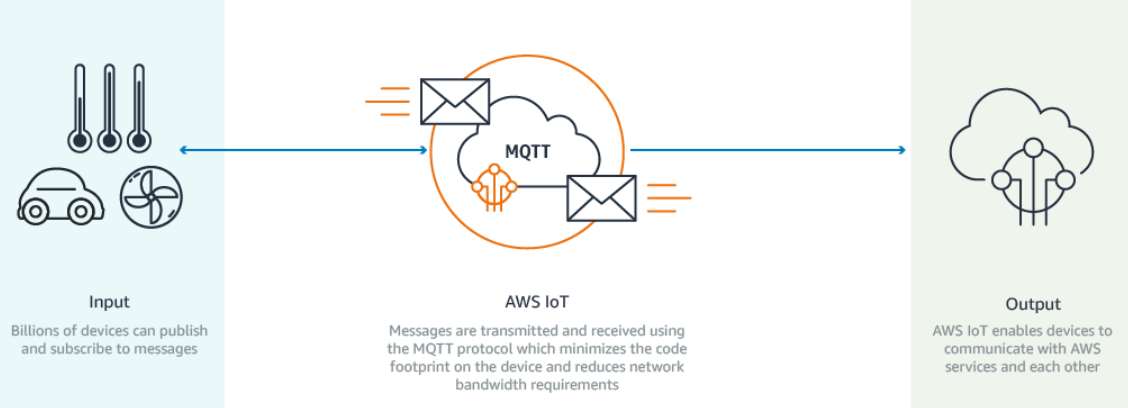 MQTT
Input
Billions of devices can publish
and subscribe to messages
AWS IoT
Messages are transmitted and received using
the MQTT protocol which minimizes the code
footprint on the device and reduces network
bandwidth requirements
Output
AWS IoT enables devices to
communicate with AWS
services and each other